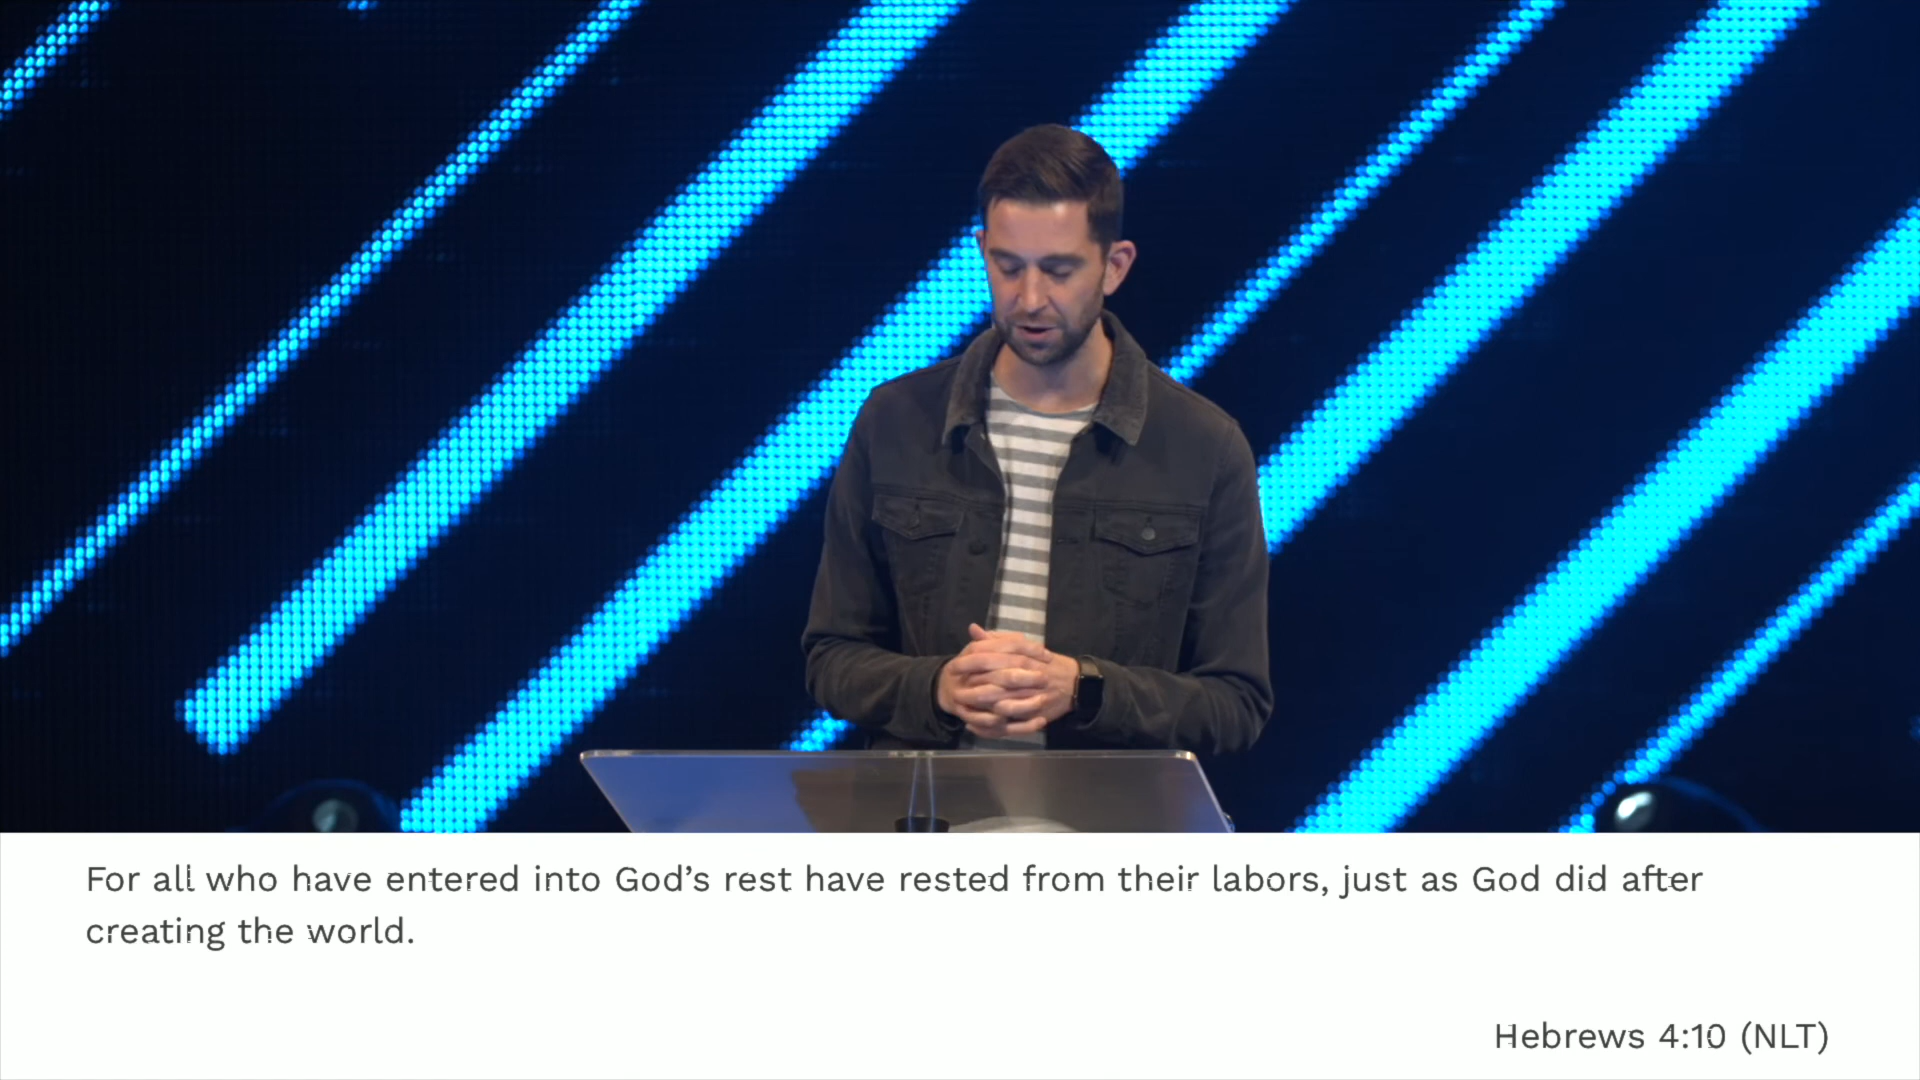 For all who have entered into God’s rest have rested from their labors, just as God did after
creating the world.
Hebrews 4:10 (NLT)